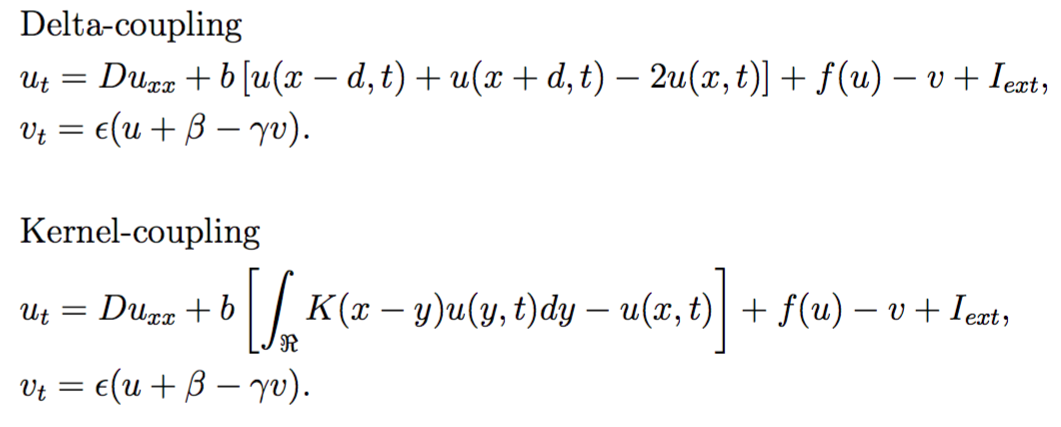 Delta-coupling
u_t = Du_{xx} + b [u(x − d, t) + u(x + d, t) − 2u(x, t)] + f(u) − v + I_{ext},
v_t = ϵ(u + β − γv).
Kernel-coupling
u_t = Du_{xx} + b [∫_ℜ K(x − y)u(y, t)dy − u(x, t)] + f(u) − v + I_{ext},
v_t = ϵ(u + β − γv).